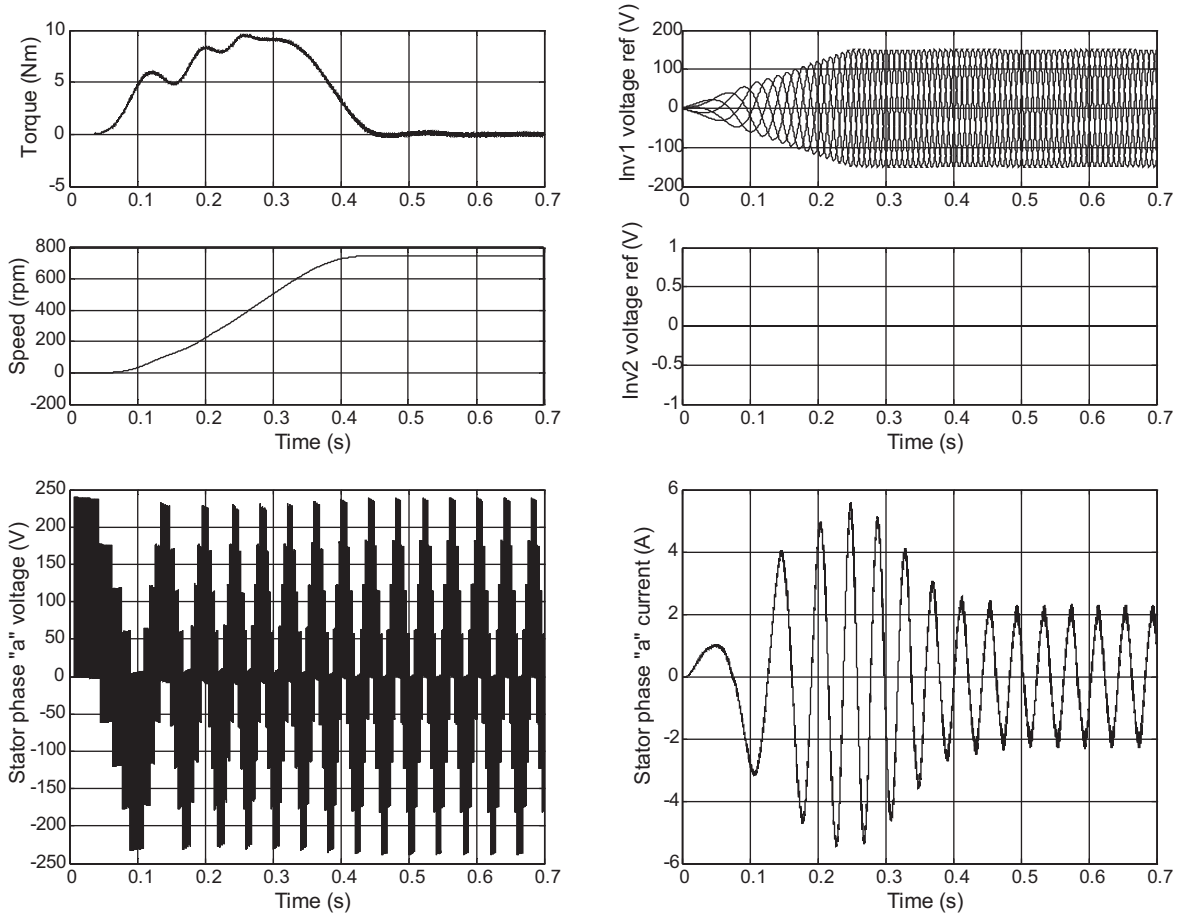 Torque (Nm)
10
5
0
-5
0 0.1 0.2 0.3 0.4 0.5 0.6 0.7
Speed (rpm)
800
600
400
200
0
-200
0 0.1 0.2 0.3 0.4 0.5 0.6 0.7
Time (s)
Inv1 voltage ref (V)
200
100
0
-100
-200
0 0.1 0.2 0.3 0.4 0.5 0.6 0.7
Inv2 voltage ref (V)
1
0.5
0
-0.5
-1
0 0.1 0.2 0.3 0.4 0.5 0.6 0.7
Time (s)
Stator phase "a" voltage (V)
250
200
150
100
50
0
-50
-100
-150
-200
-250
0 0.1 0.2 0.3 0.4 0.5 0.6 0.7
Time (s)
Stator phase "a" current (A)
6
4
2
0
-2
-4
-6
0 0.1 0.2 0.3 0.4 0.5 0.6 0.7
Time (s)